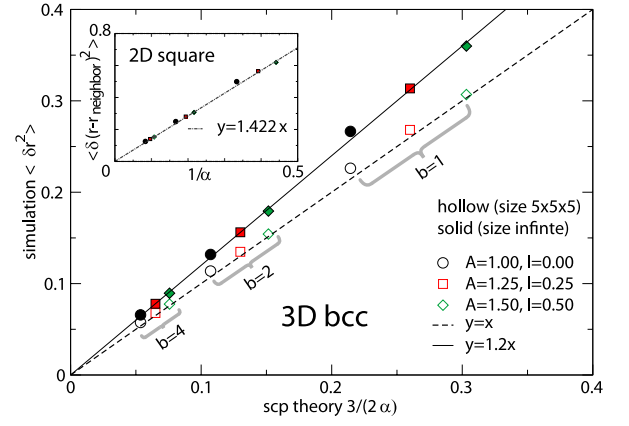 0.8
2D square
< δ (r-r neighbor)² >
y=1.422 x
1/α
0.5
0.4
0.3
0.2
0.1
0
simulation < δr² >
b=1
b=2
b=4
hollow (size 5x5x5)
solid (size infinte)
A=1.00, l=0.00
A=1.25, l=0.25
A=1.50, l=0.50
y=x
y=1.2x
3D bcc
0.1
0.2
0.3
0.4
scp theory 3/(2 α)